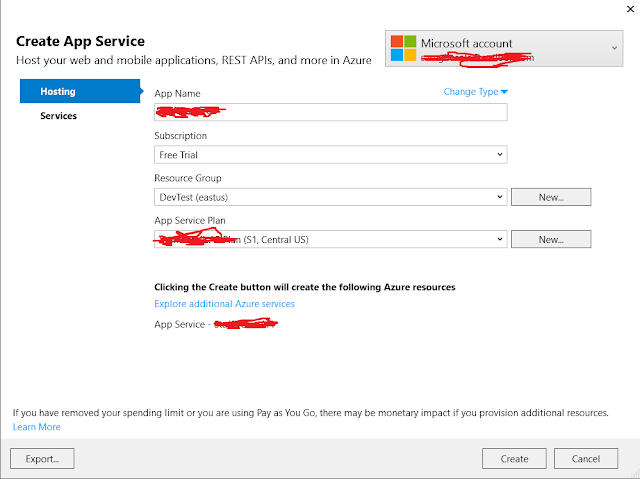 Create App Service
Host your web and mobile applications, REST APIs, and more in Azure
Microsoft account
Hosting
Services
App Name
Change Type
Subscription
Free Trial
Resource Group
DevTest (eastus)
New...
App Service Plan
(S1, Central US)
New...
Clicking the Create button will create the following Azure resources
Explore additional Azure services
App Service -
If you have removed your spending limit or you are using Pay as You Go, there may be monetary impact if you provision additional resources.
Learn More
Export...
Create
Cancel